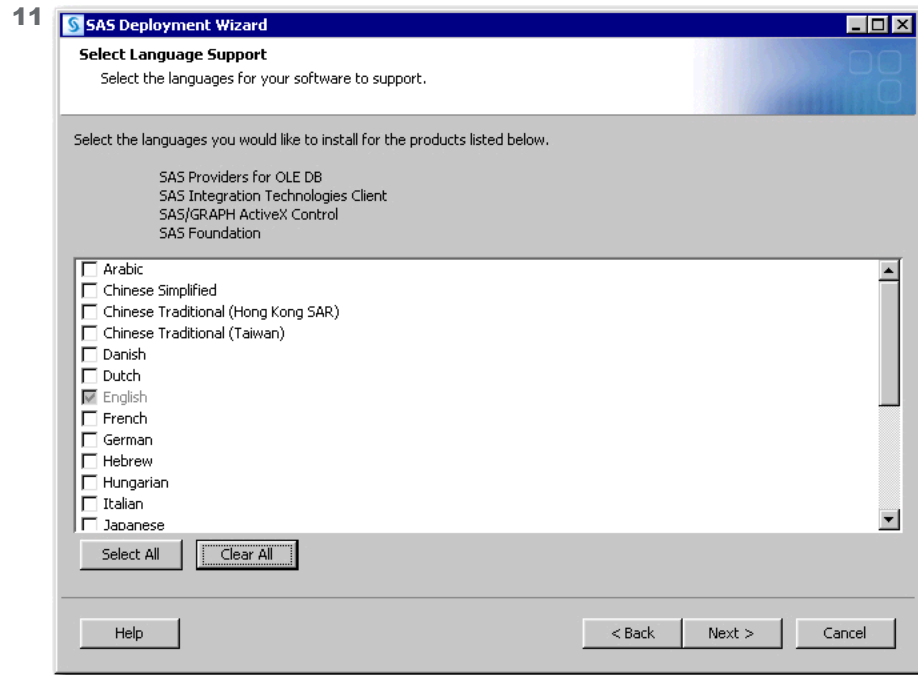 11
SAS Deployment Wizard
Select Language Support
Select the languages for your software to support.
Select the languages you would like to install for the products listed below.
SAS Providers for OLE DB
SAS Integration Technologies Client
SAS/GRAPH ActiveX Control
SAS Foundation
Arabic
Chinese Simplified
Chinese Traditional (Hong Kong SAR)
Chinese Traditional (Taiwan)
Danish
Dutch
English
French
German
Hebrew
Hungarian
Italian
Japanese
Select All Clear All
Help < Back Next > Cancel